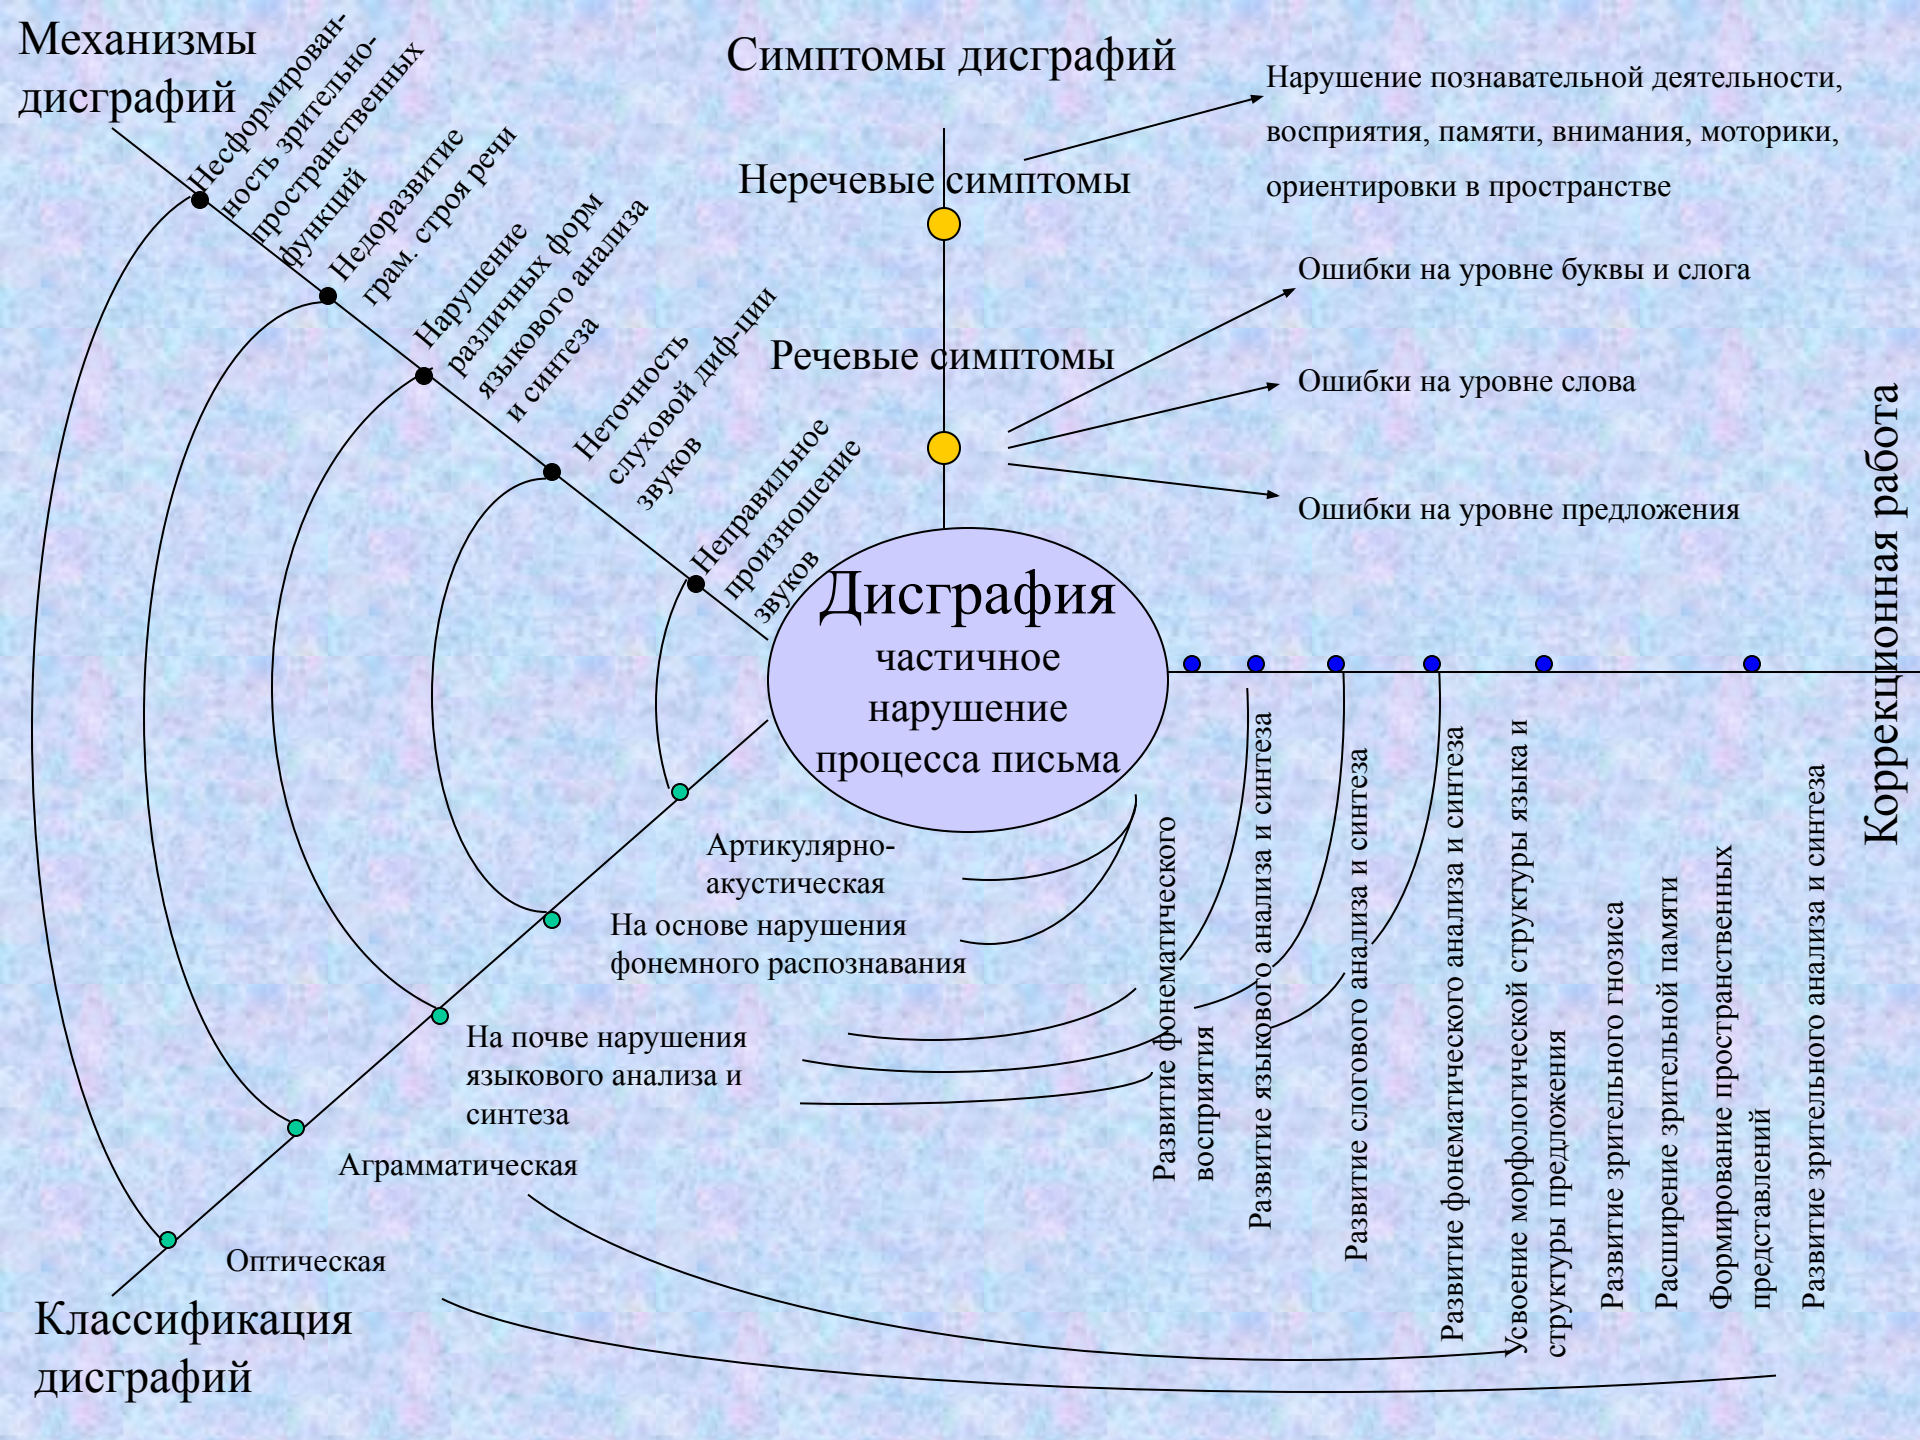 Механизмы
дисграфий
Несформирован-
ность зрительно-
пространственных
функций
Недоразвитие
грам. строя речи
Нарушение
различных форм
языкового анализа
и синтеза
Неточность
слуховой диф-ции
звуков
Неправильное
произношение
звуков
Симптомы дисграфий
Неречевые симптомы
Нарушение познавательной деятельности,
восприятия, памяти, внимания, моторики,
ориентировки в пространстве
Речевые симптомы
Ошибки на уровне буквы и слога
Ошибки на уровне слова
Ошибки на уровне предложения
Дисграфия
частичное
нарушение
процесса письма
Коррекционная работа
Развитие фонематического
восприятия
Развитие языкового анализа и синтеза
Развитие слогового анализа и синтеза
Развитие фонематического анализа и синтеза
Усвоение морфологической структуры языка и
структуры предложения
Развитие зрительного гнозиса
Расширение зрительной памяти
Формирование пространственных
представлений
Развитие зрительного анализа и синтеза
Артикулярно-
акустическая
На основе нарушения
фонемного распознавания
На почве нарушения
языкового анализа и
синтеза
Аграмматическая
Оптическая
Классификация
дисграфий